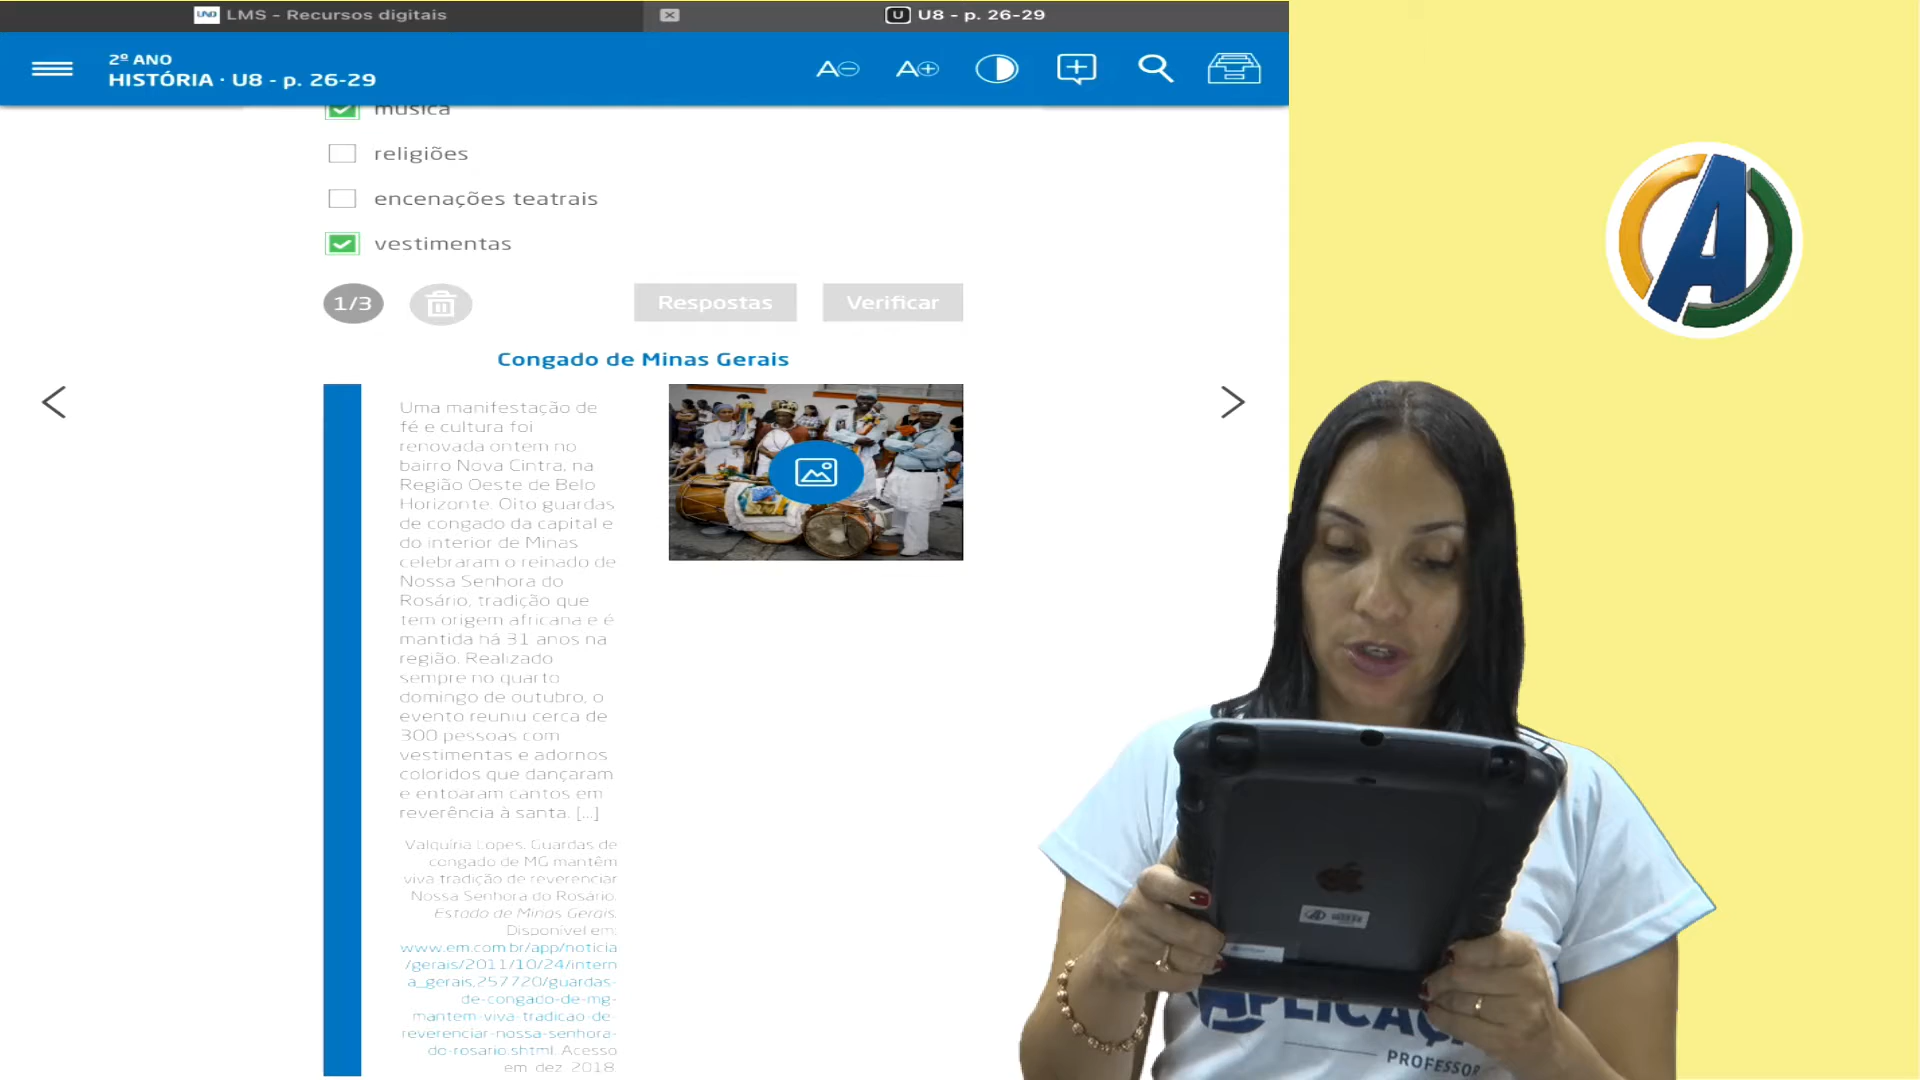 LMS - Recursos digitais
U8 - p. 26-29
2º ANO
HISTÓRIA · U8 - p. 26-29
música
religiões
encenações teatrais
vestimentas
1/3
Respostas
Verificar
Congado de Minas Gerais
Uma manifestação de
fé e cultura foi
renovada ontem no
bairro Nova Cintra, na
Região Oeste de Belo
Horizonte. Oito guardas
de congado da capital e
do interior de Minas
celebraram o reinado de
Nossa Senhora do
Rosário, tradição que
tem origem africana e é
mantida há 31 anos na
região. Realizado
sempre no quarto
domingo de outubro, o
evento reuniu cerca de
300 pessoas com
vestimentas e adornos
coloridos que dançaram
e entoaram cantos em
reverência à santa. [...]
Valquíria Lopes. Guardas de
congado de MG mantêm
viva tradição de reverenciar
Nossa Senhora do Rosário.
Estado de Minas Gerais.
Disponível em:
www.em.com.br/app/noticia
/gerais/2011/10/24/intern
a_gerais,257720/guardas-
de-congado-de-mg-
mantem-viva-tradicao-de-
reverenciar-nossa-senhora-
do-rosario.shtml. Acesso
em dez. 2018.
A
PROFESSOR